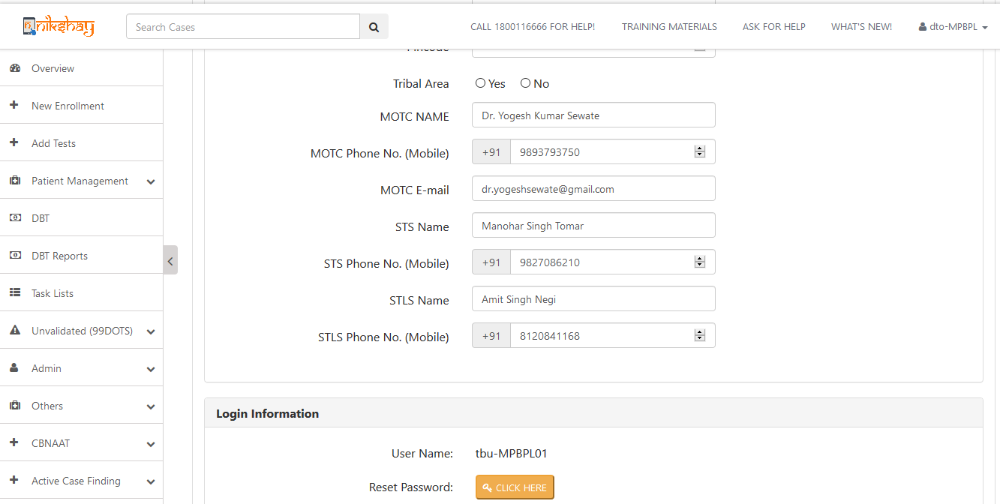 nikshay
Search Cases
CALL 1800116666 FOR HELP!
TRAINING MATERIALS
ASK FOR HELP
WHAT'S NEW!
dto-MPBPL
Overview
New Enrollment
Add Tests
Patient Management
DBT
DBT Reports
Task Lists
Unvalidated (99DOTS)
Admin
Others
CBNAAT
Active Case Finding
Pincode
Tribal Area Yes No
MOTC NAME Dr. Yogesh Kumar Sewate
MOTC Phone No. (Mobile) +91 9893793750
MOTC E-mail dr.yogeshsewate@gmail.com
STS Name Manohar Singh Tomar
STS Phone No. (Mobile) +91 9827086210
STLS Name Amit Singh Negi
STLS Phone No. (Mobile) +91 8120841168
Login Information
User Name: tbu-MPBPL01
Reset Password: CLICK HERE